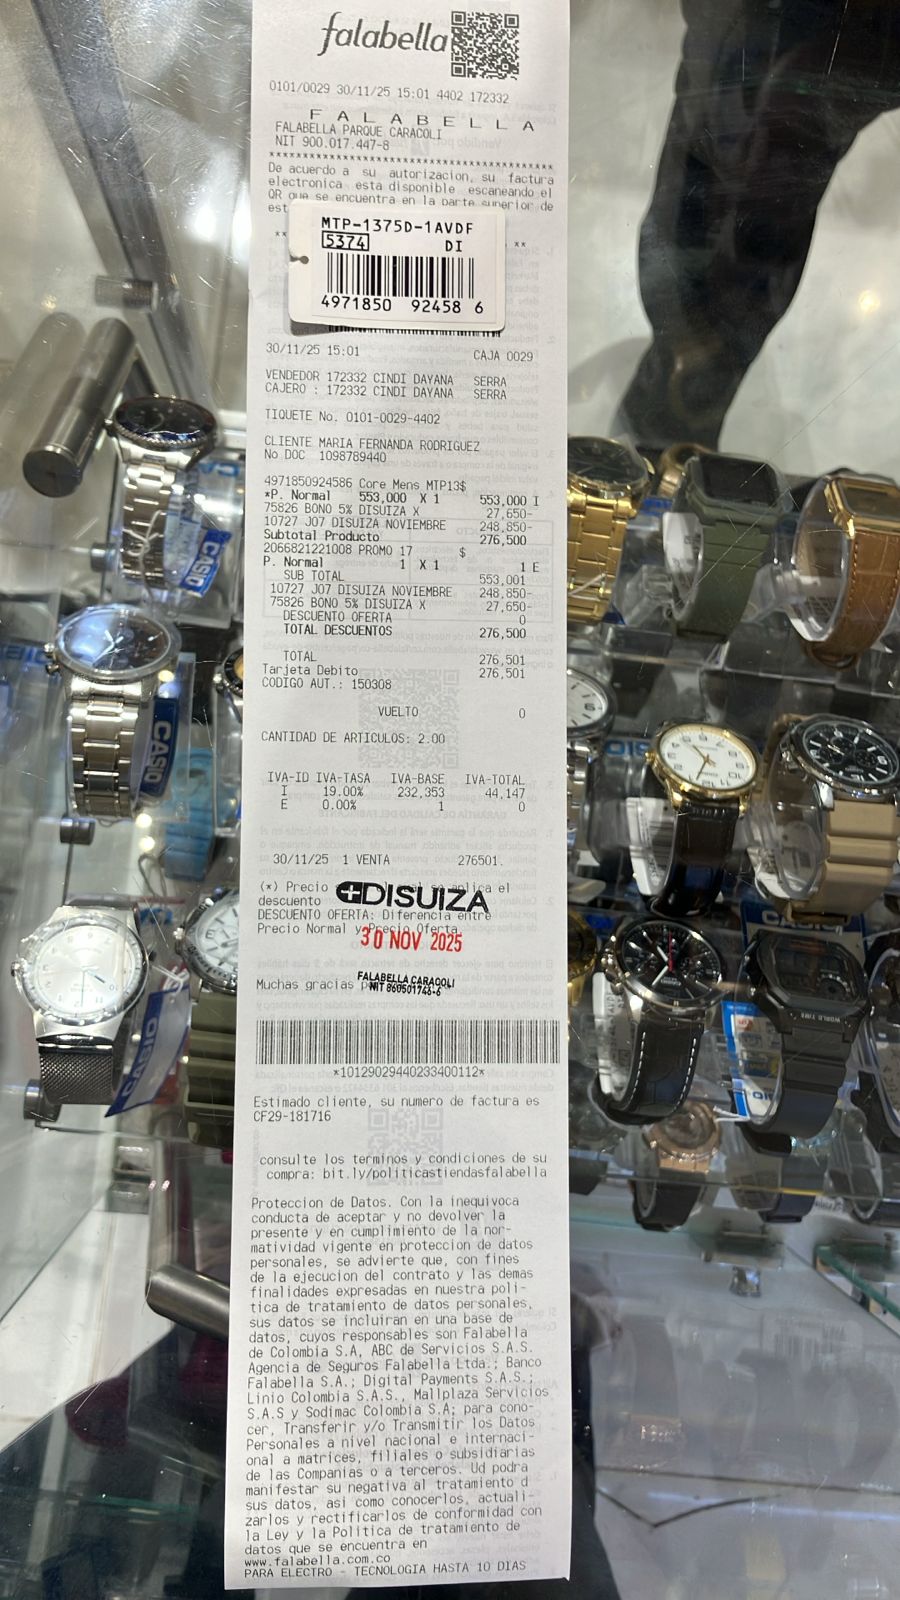 falabella
0101/0029 30/11/25 15:01 4402 172332
F A L A B E L L A
FALABELLA PARQUE CARACOLI
NIT 900.017.447-8
De acuerdo a su autorizacion, su factura
electronica esta disponible escaneando el
QR que se encuentra en la parte superior de
est
MTP-1375D-1AVDF
5374 DI
4971850 92458 6
30/11/25 15:01 CAJA 0029
VENDEDOR 172332 CINDI DAYANA SERRA
CAJERO : 172332 CINDI DAYANA SERRA
TIQUETE No. 0101-0029-4402
CLIENTE MARIA FERNANDA RODRIGUEZ
No DOC 1098789440
4971850924586 Core Mens MTP13$
*P. Normal 553,000 X 1 553,000 I
75826 BONO 5% DISUIZA X 27,650-
10727 J07 DISUIZA NOVIEMBRE 248,850-
Subtotal Producto 276,500
2066821221008 PROMO 17 $
P. Normal 1 X 1 1 E
SUB TOTAL 553,001
10727 J07 DISUIZA NOVIEMBRE 248,850-
75826 BONO 5% DISUIZA X 27,650-
DESCUENTO OFERTA 0
TOTAL DESCUENTOS 276,500
TOTAL 276,501
Tarjeta Debito 276,501
CODIGO AUT.: 150308
VUELTO 0
CANTIDAD DE ARTICULOS: 2.00
IVA-ID IVA-TASA IVA-BASE IVA-TOTAL
I 19.00% 232,353 44,147
E 0.00% 1 0
30/11/25 1 VENTA 276501.
(*) Precio se aplica el
descuento DISUIZA
DESCUENTO OFERTA: Diferencia entre
Precio Normal y Precio Oferta
30 NOV 2025
FALABELLA CARACOLI
Muchas gracias NIT 860501746-6
*10129029440233400112*
Estimado cliente, su numero de factura es
CF29-181716
consulte los terminos y condiciones de su
compra: bit.ly/politicastiendasfalabella
Proteccion de Datos. Con la inequivoca
conducta de aceptar y no devolver la
presente y en cumplimiento de la nor-
matividad vigente en proteccion de datos
personales, se advierte que, con fines
de la ejecucion del contrato y las demas
finalidades expresadas en nuestra poli-
tica de tratamiento de datos personales,
sus datos se incluiran en una base de
datos, cuyos responsables son Falabella
de Colombia S.A, ABC de Servicios S.A.S.
Agencia de Seguros Falabella Ltda.; Banco
Falabella S.A.; Digital Payments S.A.S.;
Linio Colombia S.A.S., Mallplaza Servicios
S.A.S y Sodimac Colombia S.A; para cono-
cer, Transferir y/o Transmitir los Datos
Personales a nivel nacional e internaci-
onal a matrices, filiales o subsidiarias
de las Companias o a terceros. Ud podra
manifestar su negativa al tratamiento d
sus datos, asi como conocerlos, actuali-
zarlos y rectificarlos de conformidad con
la Ley y la Politica de tratamiento de
datos que se encuentra en
www.falabella.com.co
PARA ELECTRO - TECNOLOGIA HASTA 10 DIAS
CASIO
CASIO
CASIO
WORLD TIME